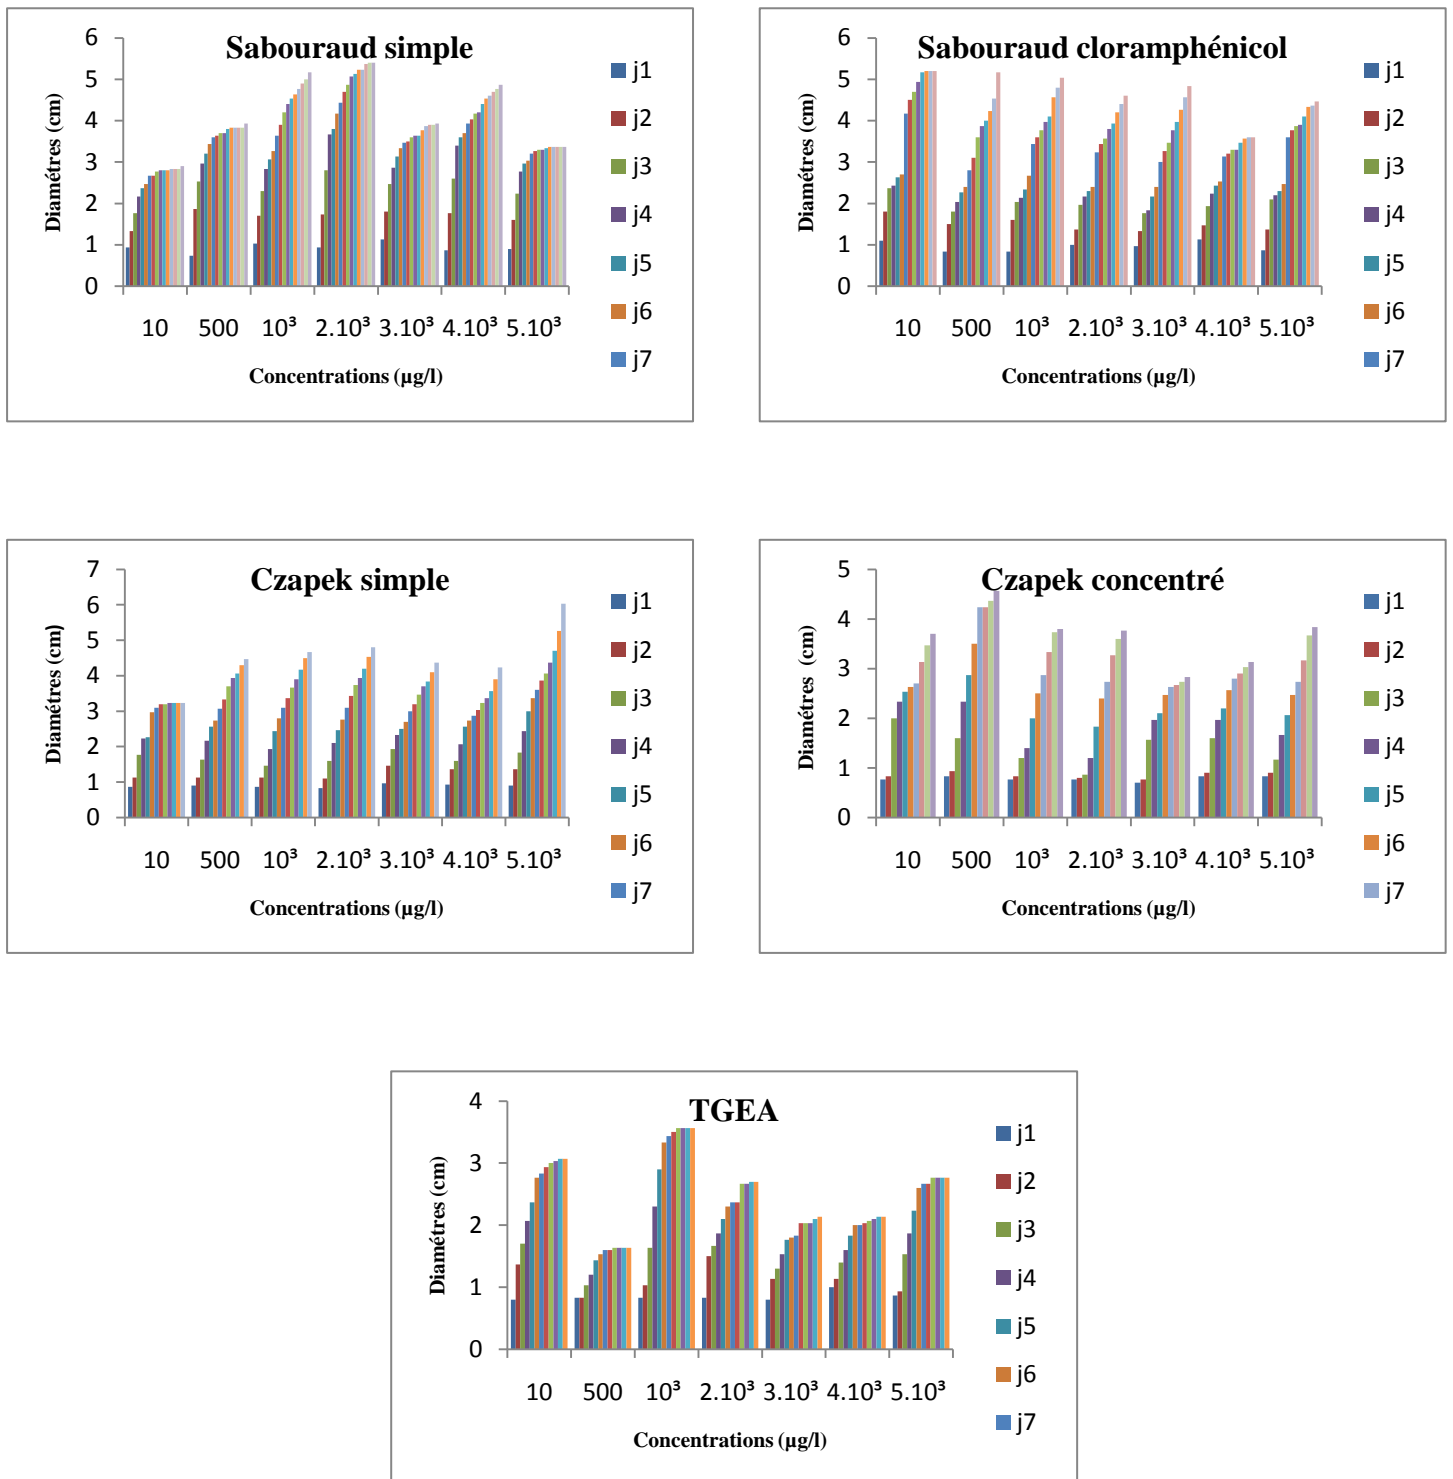 Sabouraud simple
6
5
4
3
2
1
0
Diamétres (cm)
10 500 10³ 2.10³ 3.10³ 4.10³ 5.10³
Concentrations (µg/l)
j1
j2
j3
j4
j5
j6
j7
Sabouraud cloramphénicol
6
5
4
3
2
1
0
Diamétres (cm)
10 500 10³ 2.10³ 3.10³ 4.10³ 5.10³
Concentrations (µg/l)
j1
j2
j3
j4
j5
j6
j7
Czapek simple
7
6
5
4
3
2
1
0
Diamétres (cm)
10 500 10³ 2.10³ 3.10³ 4.10³ 5.10³
Concentrations (µg/l)
j1
j2
j3
j4
j5
j6
j7
Czapek concentré
5
4
3
2
1
0
Diamétres (cm)
10 500 10³ 2.10³ 3.10³ 4.10³ 5.10³
Concentrations (µg/l)
j1
j2
j3
j4
j5
j6
j7
TGEA
4
3
2
1
0
Diamétres (cm)
10 500 10³ 2.10³ 3.10³ 4.10³ 5.10³
Concentrations (µg/l)
j1
j2
j3
j4
j5
j6
j7